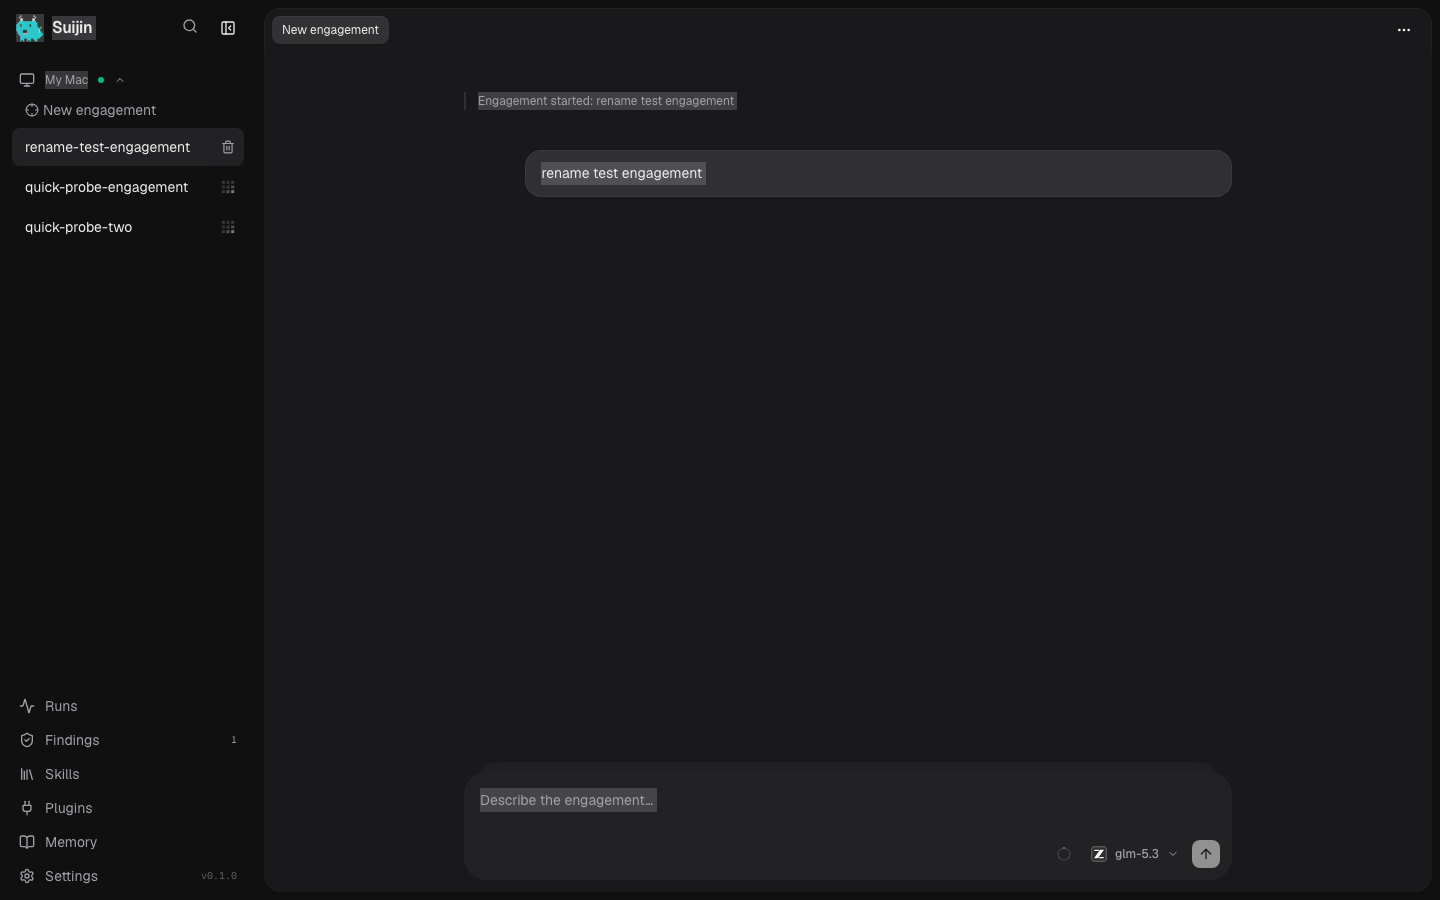 Suijin
My Mac
New engagement
rename-test-engagement
quick-probe-engagement
quick-probe-two
Runs
Findings 1
Skills
Plugins
Memory
Settings v0.1.0
New engagement
Engagement started: rename test engagement
rename test engagement
Describe the engagement…
glm-5.3